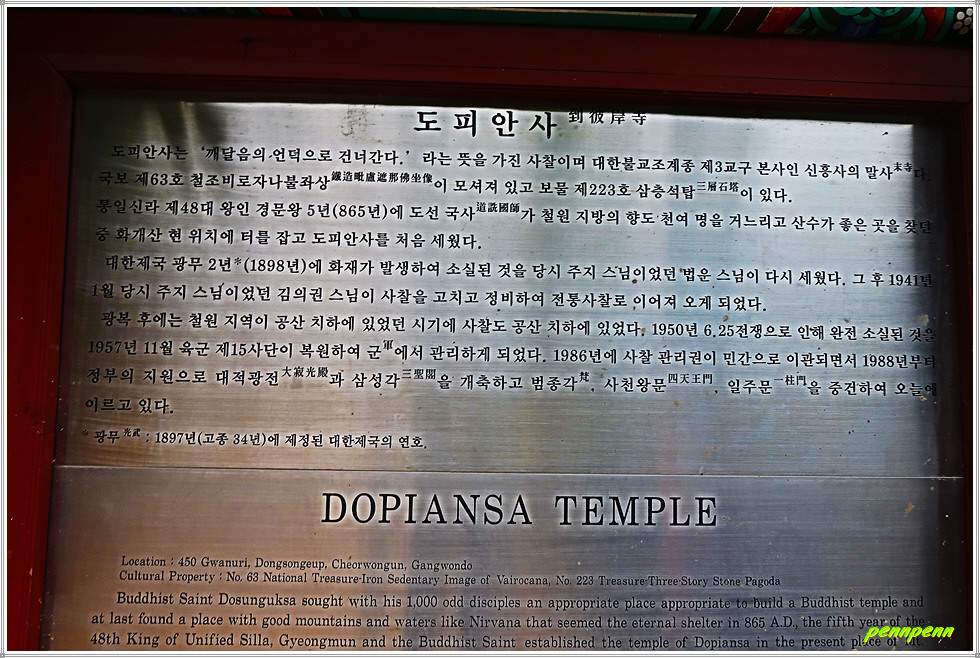 도피안사 到彼岸寺
도피안사는 '깨달음의 언덕으로 건너간다.' 라는 뜻을 가진 사찰이며 대한불교조계종 제3교구 본사인 신흥사의 말사末寺다.
국보 제63호 철조비로자나불좌상鐵造毗盧遮那佛坐像이 모셔져 있고 보물 제223호 삼층석탑三層石塔이 있다.
통일신라 제48대 왕인 경문왕 5년(865년)에 도선 국사道詵國師가 철원 지방의 향도 천여 명을 거느리고 산수가 좋은 곳을 찾던
중 화개산 현 위치에 터를 잡고 도피안사를 처음 세웠다.
대한제국 광무 2년*(1898년)에 화재가 발생하여 소실된 것을 당시 주지 스님이었던 법운 스님이 다시 세웠다. 그 후 1941년
1월 당시 주지 스님이었던 김의권 스님이 사찰을 고치고 정비하여 전통사찰로 이어져 오게 되었다.
광복 후에는 철원 지역이 공산 치하에 있었던 시기에 사찰도 공산 치하에 있었다. 1950년 6.25전쟁으로 인해 완전 소실된 것을
1957년 11월 육군 제15사단이 복원하여 군軍에서 관리하게 되었다. 1986년에 사찰 관리권이 민간으로 이관되면서 1988년부터
정부의 지원으로 대적광전大寂光殿과 삼성각三聖閣을 개축하고 범종각梵, 사천왕문四天王門, 일주문一柱門을 중건하여 오늘에
이르고 있다.
* 광무光武 : 1897년(고종 34년)에 제정된 대한제국의 연호.
DOPIANSA TEMPLE
Location : 450 Gwanuri, Dongsongeup, Cheorwongun, Gangwondo
Cultural Property : No. 63 National Treasure-Iron Sedentary Image of Vairocana, No. 223 Treasure-Three-Story Stone Pagoda
Buddhist Saint Dosunguksa sought with his 1,000 odd disciples an appropriate place appropriate to build a Buddhist temple and
at last found a place with good mountains and waters like Nirvana that seemed the eternal shelter in 865 A.D., the fifth year of the
48th King of Unified Silla, Gyeongmun and the Buddhist Saint established the temple of Dopiansa in the present place of Mt.
pennpenn